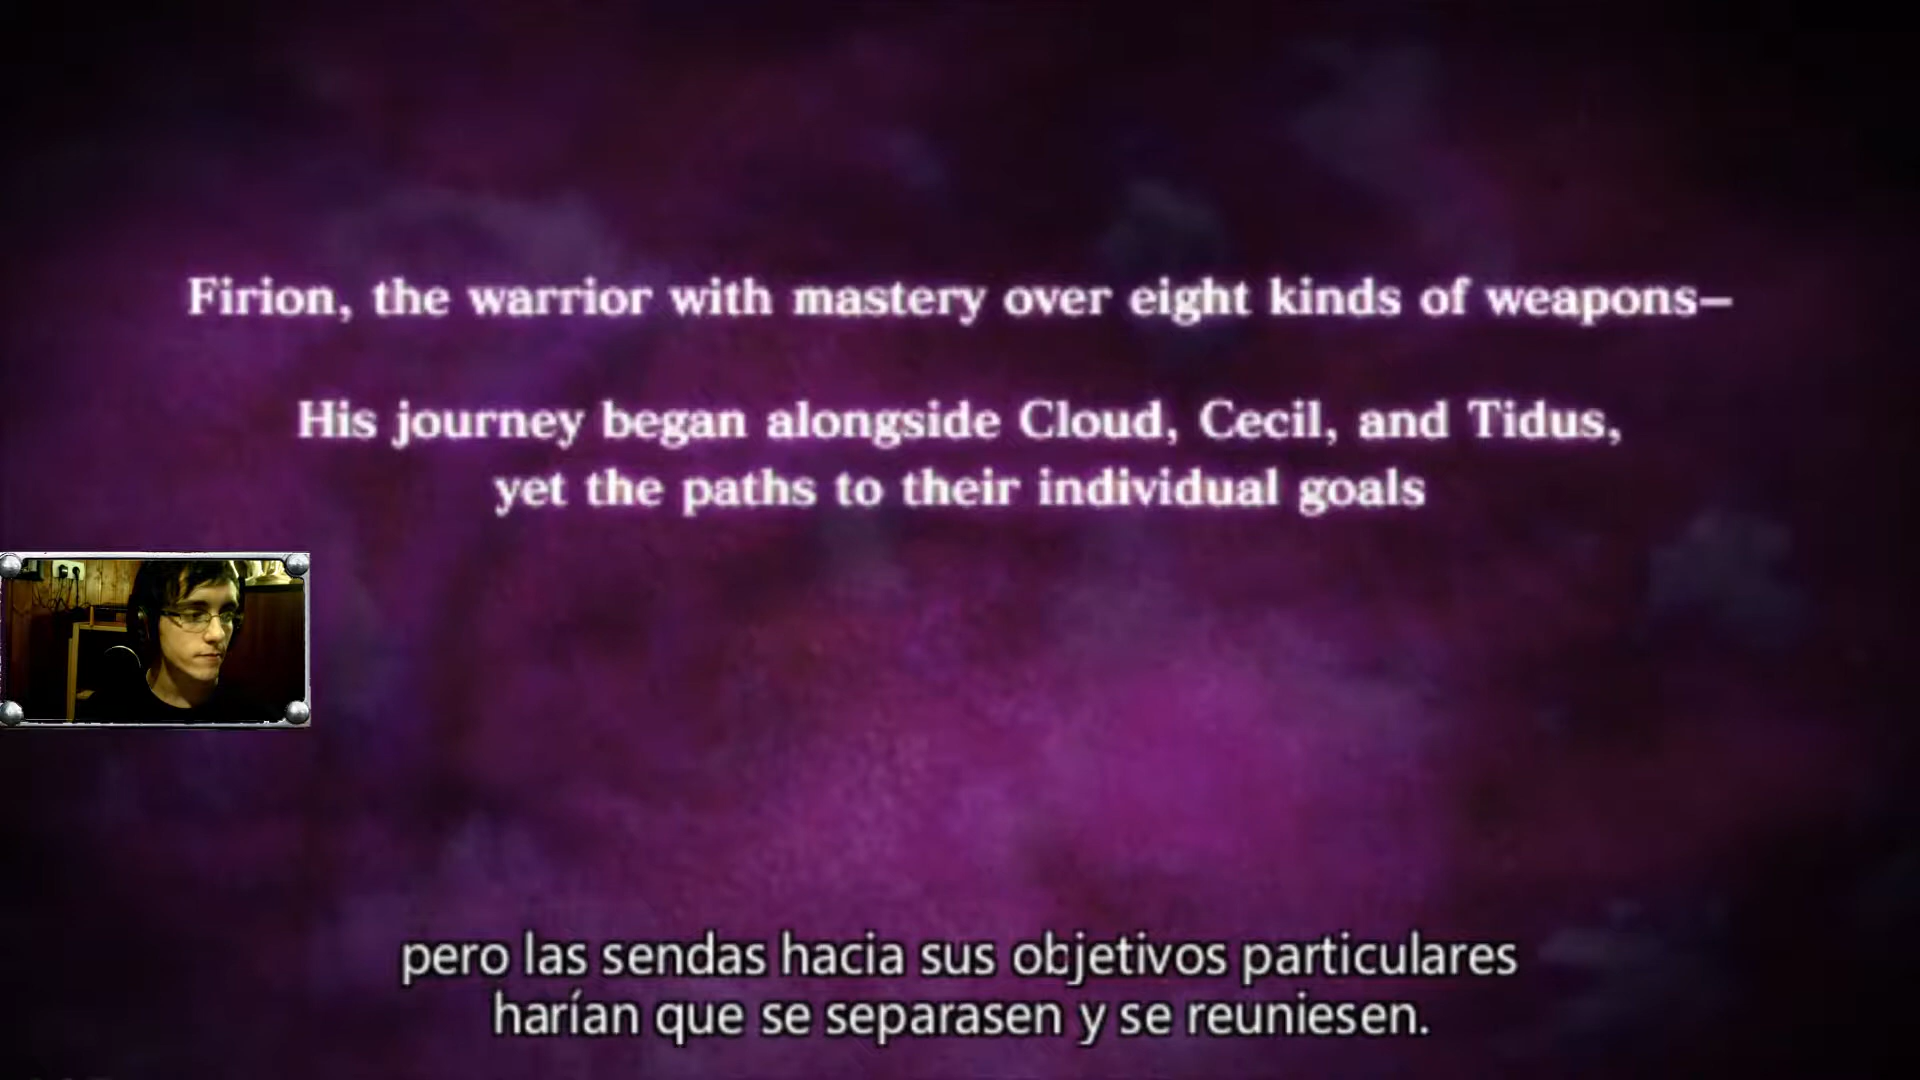 Firion, the warrior with mastery over eight kinds of weapons—
His journey began alongside Cloud, Cecil, and Tidus,
yet the paths to their individual goals
pero las sendas hacia sus objetivos particulares
harían que se separasen y se reuniesen.